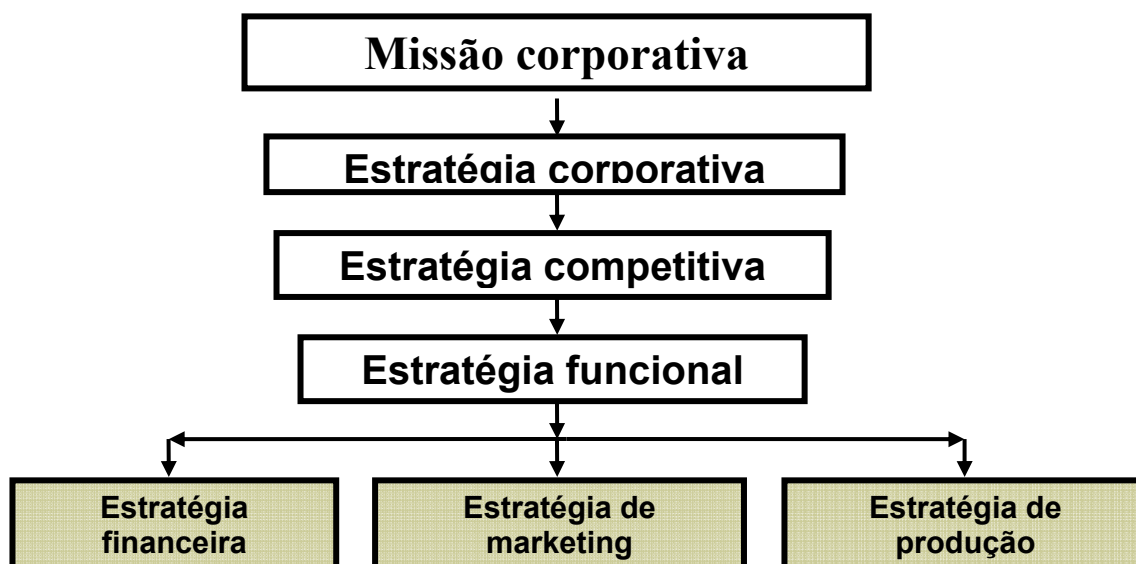 Missão corporativa
Estratégia corporativa
Estratégia competitiva
Estratégia funcional
Estratégia
financeira
Estratégia de
marketing
Estratégia de
produção